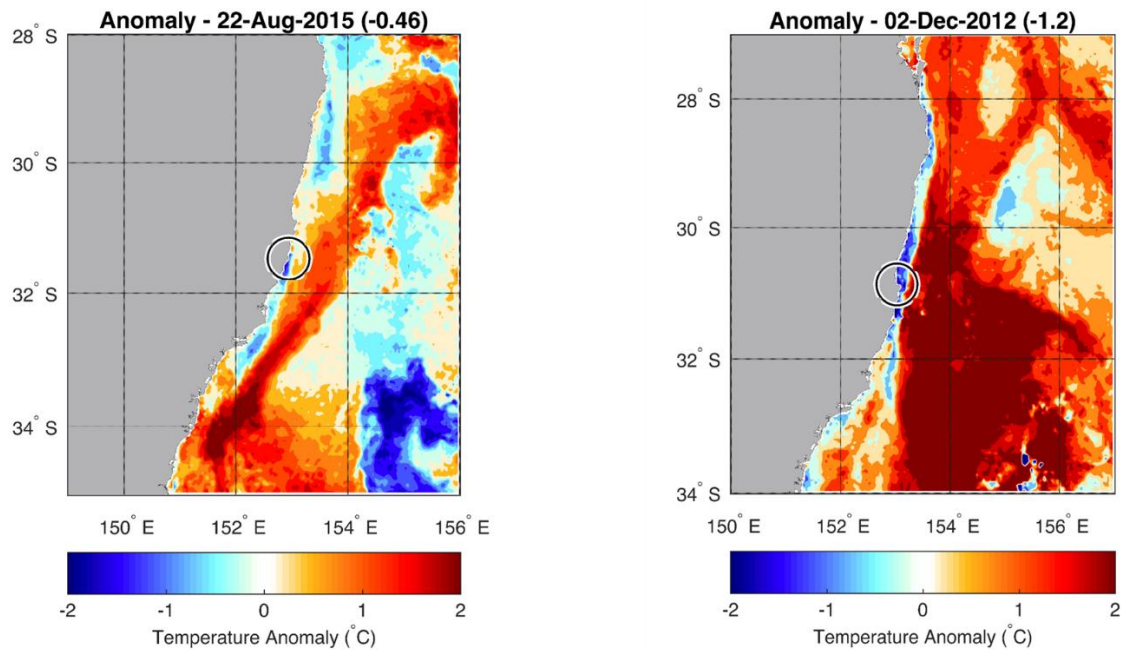 Anomaly - 22-Aug-2015 (-0.46)
28° S
30° S
32° S
34° S
150° E
152° E
154° E
156° E
-2
-1
0
1
2
Temperature Anomaly (°C)
Anomaly - 02-Dec-2012 (-1.2)
28° S
30° S
32° S
34° S
150° E
152° E
154° E
156° E
-2
-1
0
1
2
Temperature Anomaly (°C)